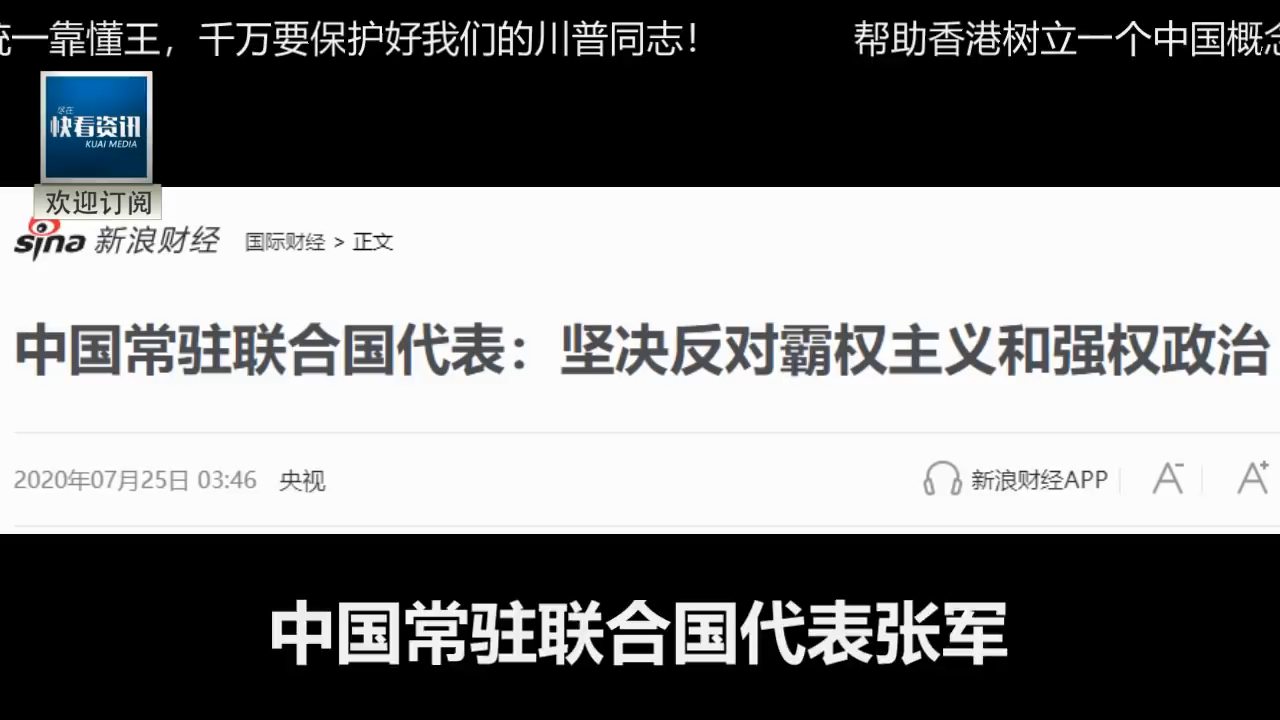 统一靠懂王，千万要保护好我们的川普同志！ 帮助香港树立一个中国概念
尽在
快看资讯
KUAI MEDIA
欢迎订阅
sina 新浪财经 国际财经 > 正文
中国常驻联合国代表：坚决反对霸权主义和强权政治
2020年07月25日 03:46 央视 新浪财经APP A- A+
中国常驻联合国代表张军